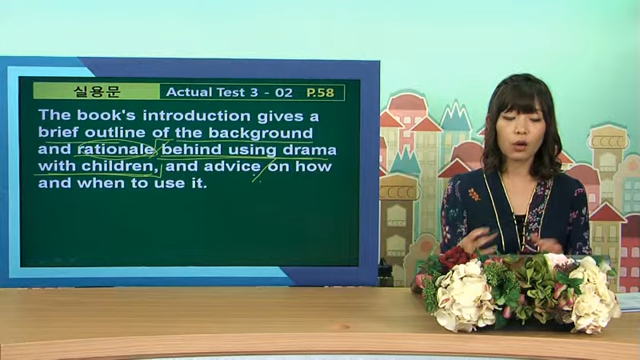 실용문 Actual Test 3 - 02 P.58
The book's introduction gives a
brief outline of the background
and rationale behind using drama
with children, and advice on how
and when to use it.